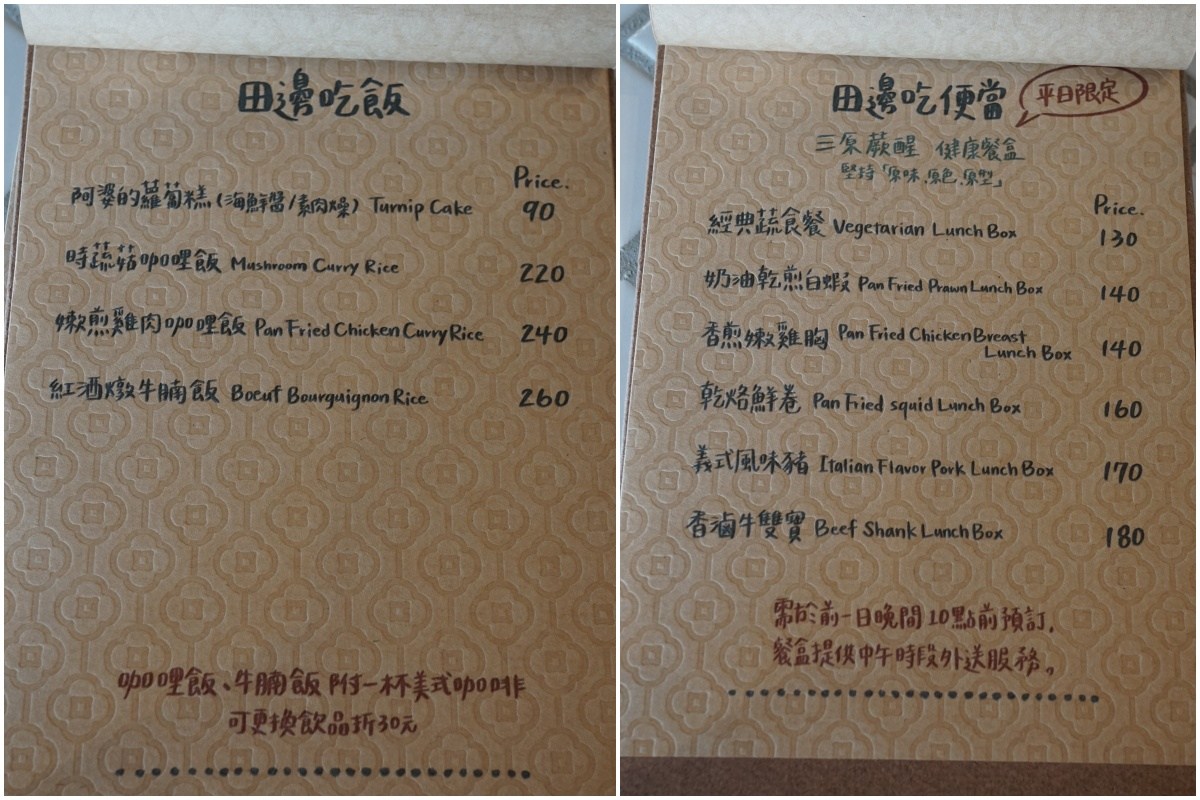 田邊吃飯
Price.
阿婆的蘿蔔糕(海鮮醬/素肉燥) Turnip Cake 90
時蔬菇咖哩飯 Mushroom Curry Rice 220
嫩煎雞肉咖哩飯 Pan Fried Chicken Curry Rice 240
紅酒燉牛腩飯 Boeuf Bourguignon Rice 260
咖哩飯、牛腩飯 附一杯美式咖啡
可更換飲品折30元
田邊吃便當 平日限定
三原蕨醒 健康餐盒
堅持「原味、原色、原型」
Price.
經典蔬食餐 Vegetarian Lunch Box 130
奶油乾煎白蝦 Pan Fried Prawn Lunch Box 140
香煎嫩雞胸 Pan Fried Chicken Breast
Lunch Box 140
乾烙鮮卷 Pan Fried squid Lunch Box 160
義式風味豬 Italian Flavor Pork Lunch Box 170
香滷牛雙寶 Beef Shank Lunch Box 180
需於前一日晚間10點前預訂,
餐盒提供中午時段外送服務。